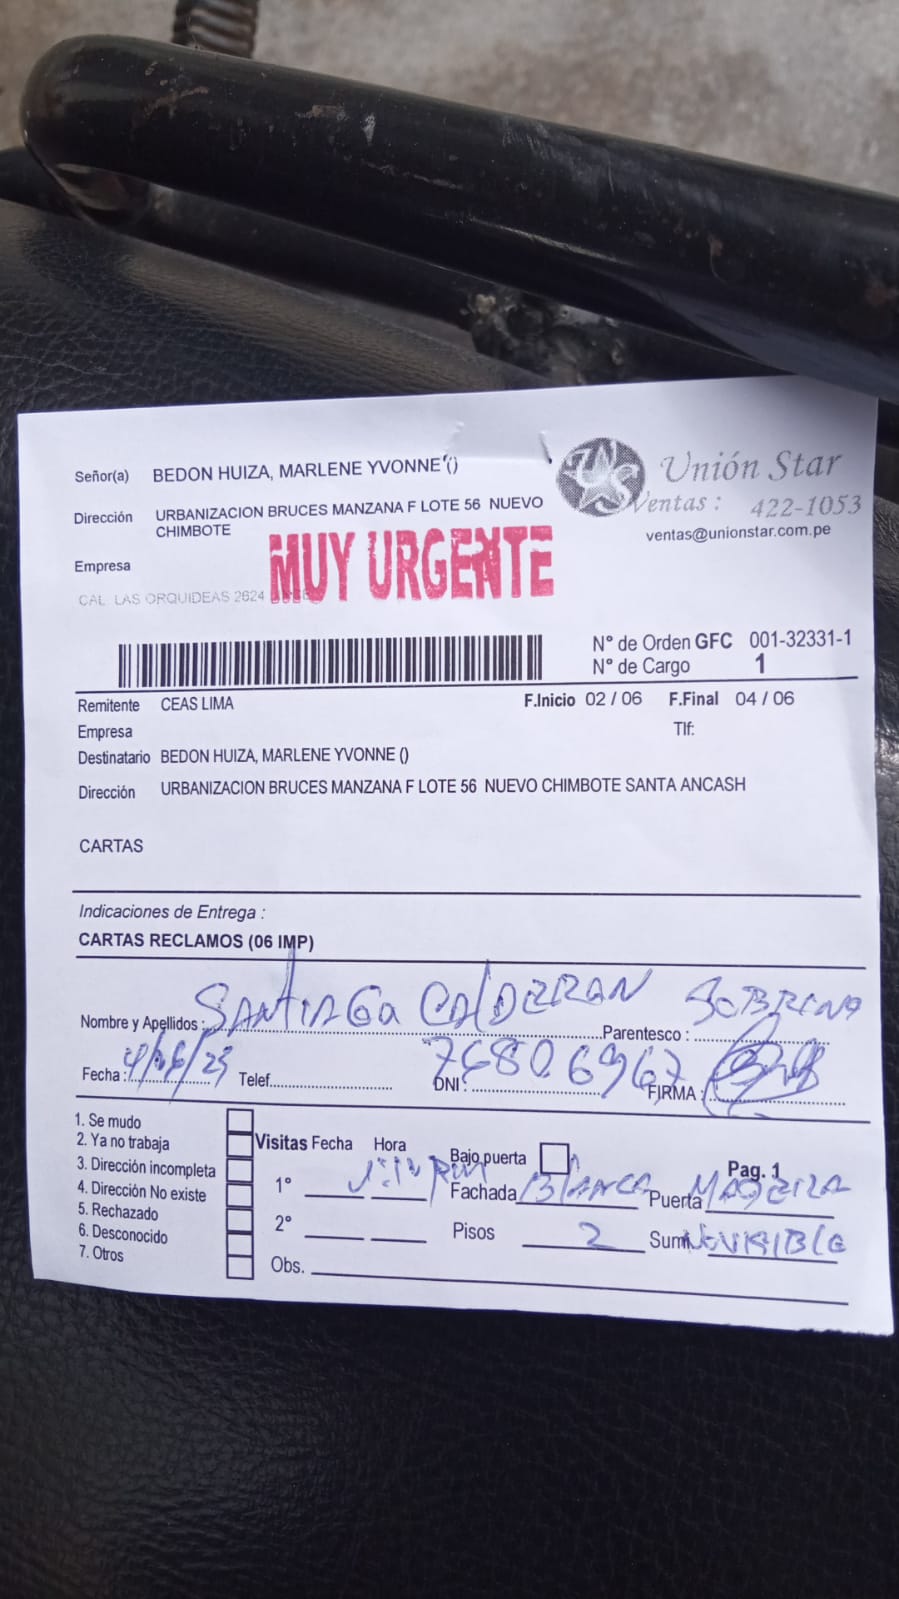 Señor(a) BEDON HUIZA, MARLENE YVONNE ()
Unión Star
Dirección URBANIZACION BRUCES MANZANA F LOTE 56 NUEVO
CHIMBOTE
Ventas: 422-1053
ventas@unionstar.com.pe
Empresa
MUY URGENTE
CAL. LAS ORQUIDEAS 2624
N° de Orden GFC 001-32331-1
N° de Cargo 1
Remitente CEAS LIMA F.Inicio 02 / 06 F.Final 04 / 06
Empresa Tlf:
Destinatario BEDON HUIZA, MARLENE YVONNE ()
Dirección URBANIZACION BRUCES MANZANA F LOTE 56 NUEVO CHIMBOTE SANTA ANCASH
CARTAS
Indicaciones de Entrega :
CARTAS RECLAMOS (06 IMP)
Nombre y Apellidos : SANTIAGO CALDERAN Parentesco : SOBRINO
Fecha : 4/06/25 Telef. DNI : 76806967 FIRMA :
1. Se mudo
2. Ya no trabaja
3. Dirección incompleta
4. Dirección No existe
5. Rechazado
6. Desconocido
7. Otros
Visitas Fecha Hora Bajo puerta Pag. 1
1° Fachada BLANCA Puerta MADERA
2° Pisos 2 Sum. NO VISIBLE
Obs.